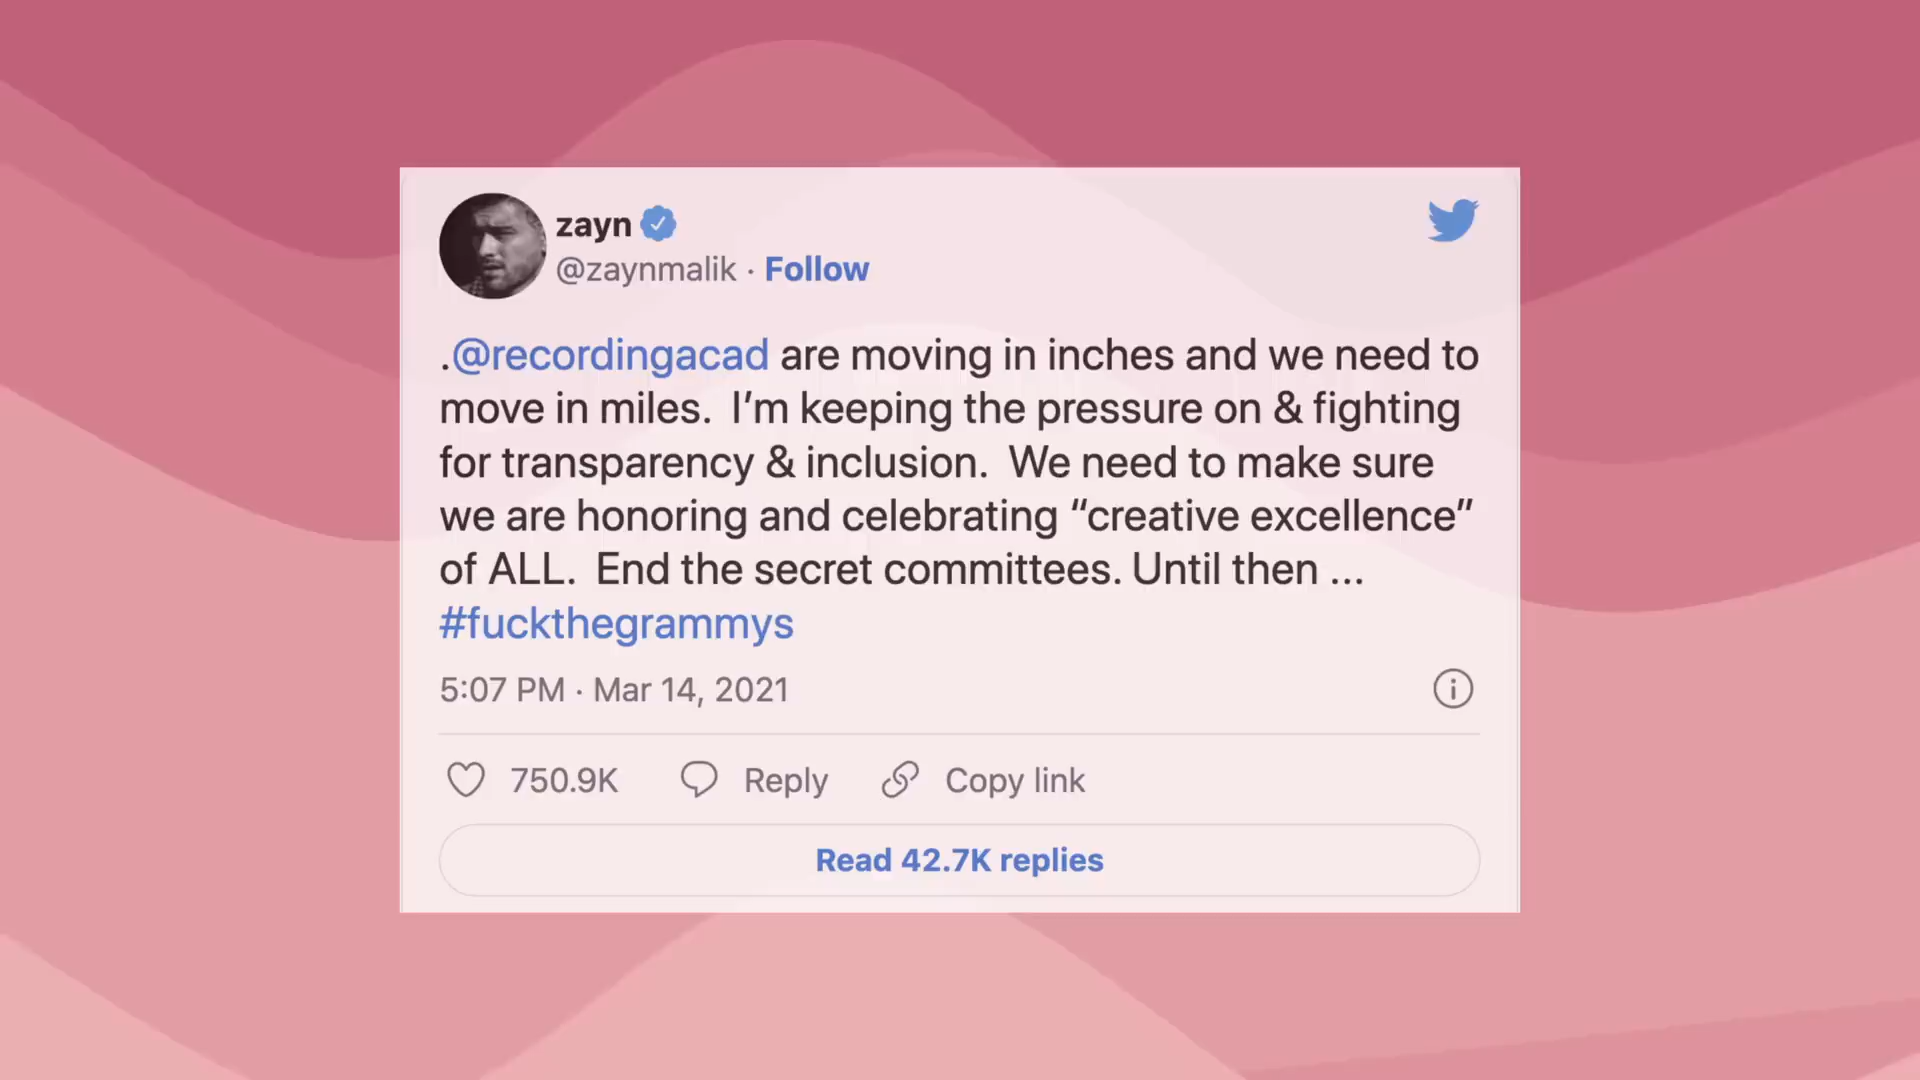 zayn
@zaynmalik · Follow
.@recordingacad are moving in inches and we need to
move in miles.  I’m keeping the pressure on & fighting
for transparency & inclusion.  We need to make sure
we are honoring and celebrating “creative excellence”
of ALL.  End the secret committees. Until then ...
#fuckthegrammys
5:07 PM · Mar 14, 2021
750.9K Reply Copy link
Read 42.7K replies